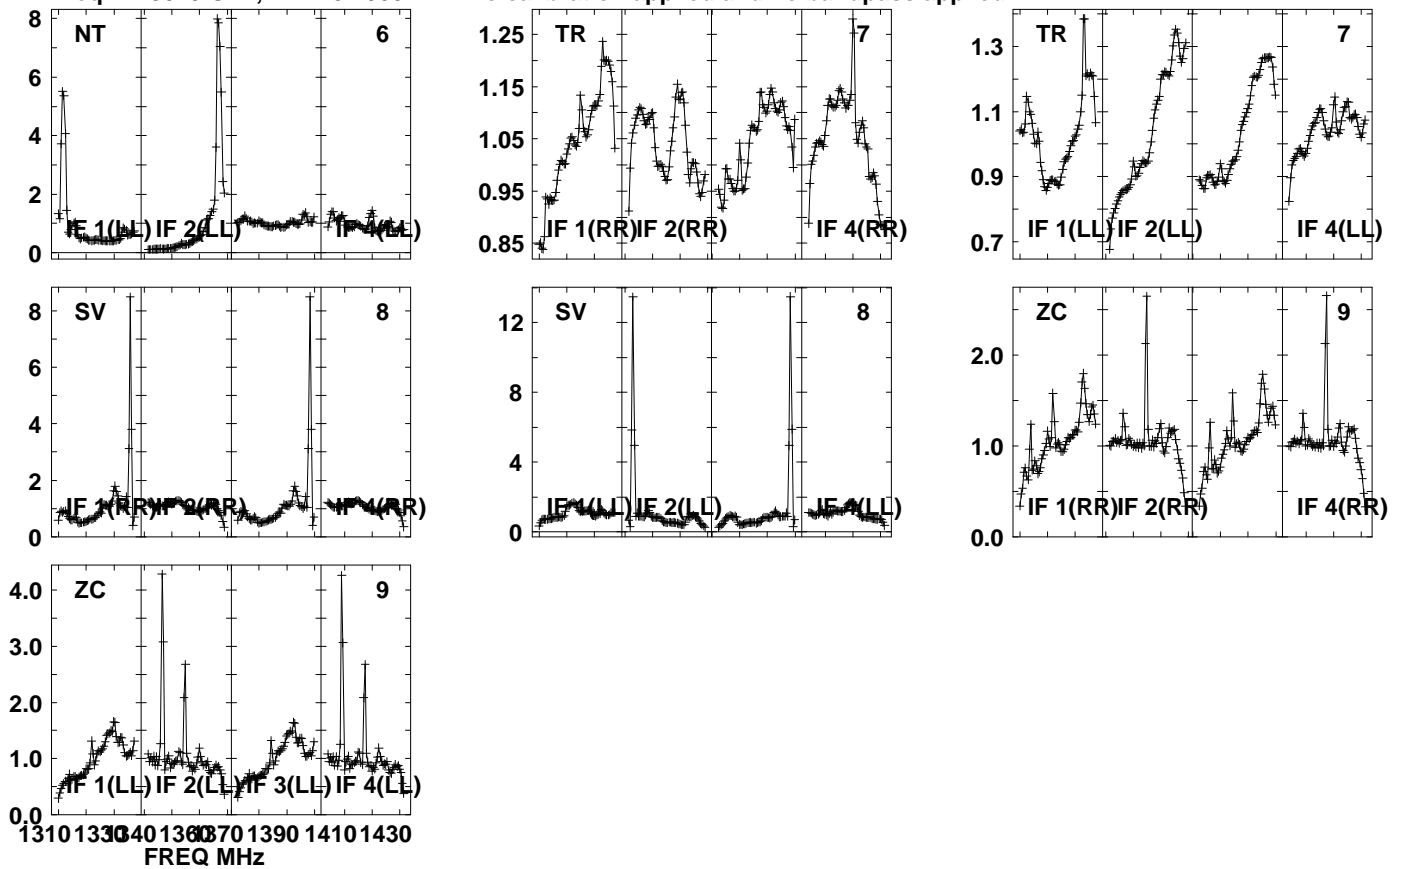 calibration applied and no bandpass applied
NT 6
8
6
4
2
0
IF 1(LL) IF 2(LL) IF 4(LL)
TR 7
1.25
1.15
1.05
0.95
0.85
IF 1(RR) IF 2(RR) IF 4(RR)
TR 7
1.3
1.1
0.9
0.7
IF 1(LL) IF 2(LL) IF 4(LL)
SV 8
8
6
4
2
0
IF 1(RR) IF 2(RR) IF 4(RR)
SV 8
12
8
4
0
IF 1(LL) IF 2(LL) IF 4(LL)
ZC 9
2.0
1.0
0.0
IF 1(RR) IF 2(RR) IF 4(RR)
ZC 9
4.0
3.0
2.0
1.0
0.0
IF 1(LL) IF 2(LL) IF 3(LL) IF 4(LL)
1310 1330 1340 1360 1370 1390 1410 1430
FREQ MHz